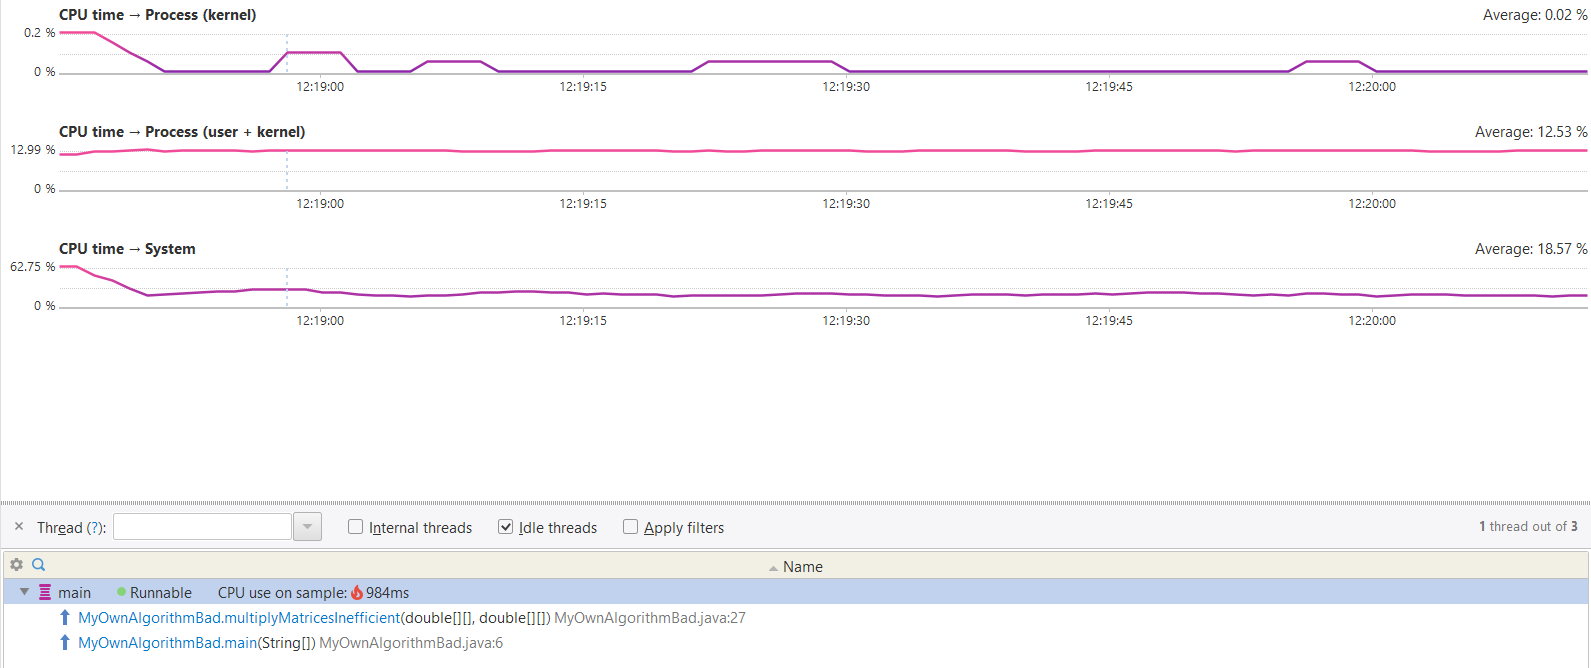 CPU time → Process (kernel) Average: 0.02 %
0.2 %
0 %
12:19:00 12:19:15 12:19:30 12:19:45 12:20:00
CPU time → Process (user + kernel) Average: 12.53 %
12.99 %
0 %
12:19:00 12:19:15 12:19:30 12:19:45 12:20:00
CPU time → System Average: 18.57 %
62.75 %
0 %
12:19:00 12:19:15 12:19:30 12:19:45 12:20:00
× Thread (?): Internal threads Idle threads Apply filters 1 thread out of 3
Name
main Runnable CPU use on sample: 984ms
MyOwnAlgorithmBad.multiplyMatricesInefficient(double[][], double[][]) MyOwnAlgorithmBad.java:27
MyOwnAlgorithmBad.main(String[]) MyOwnAlgorithmBad.java:6